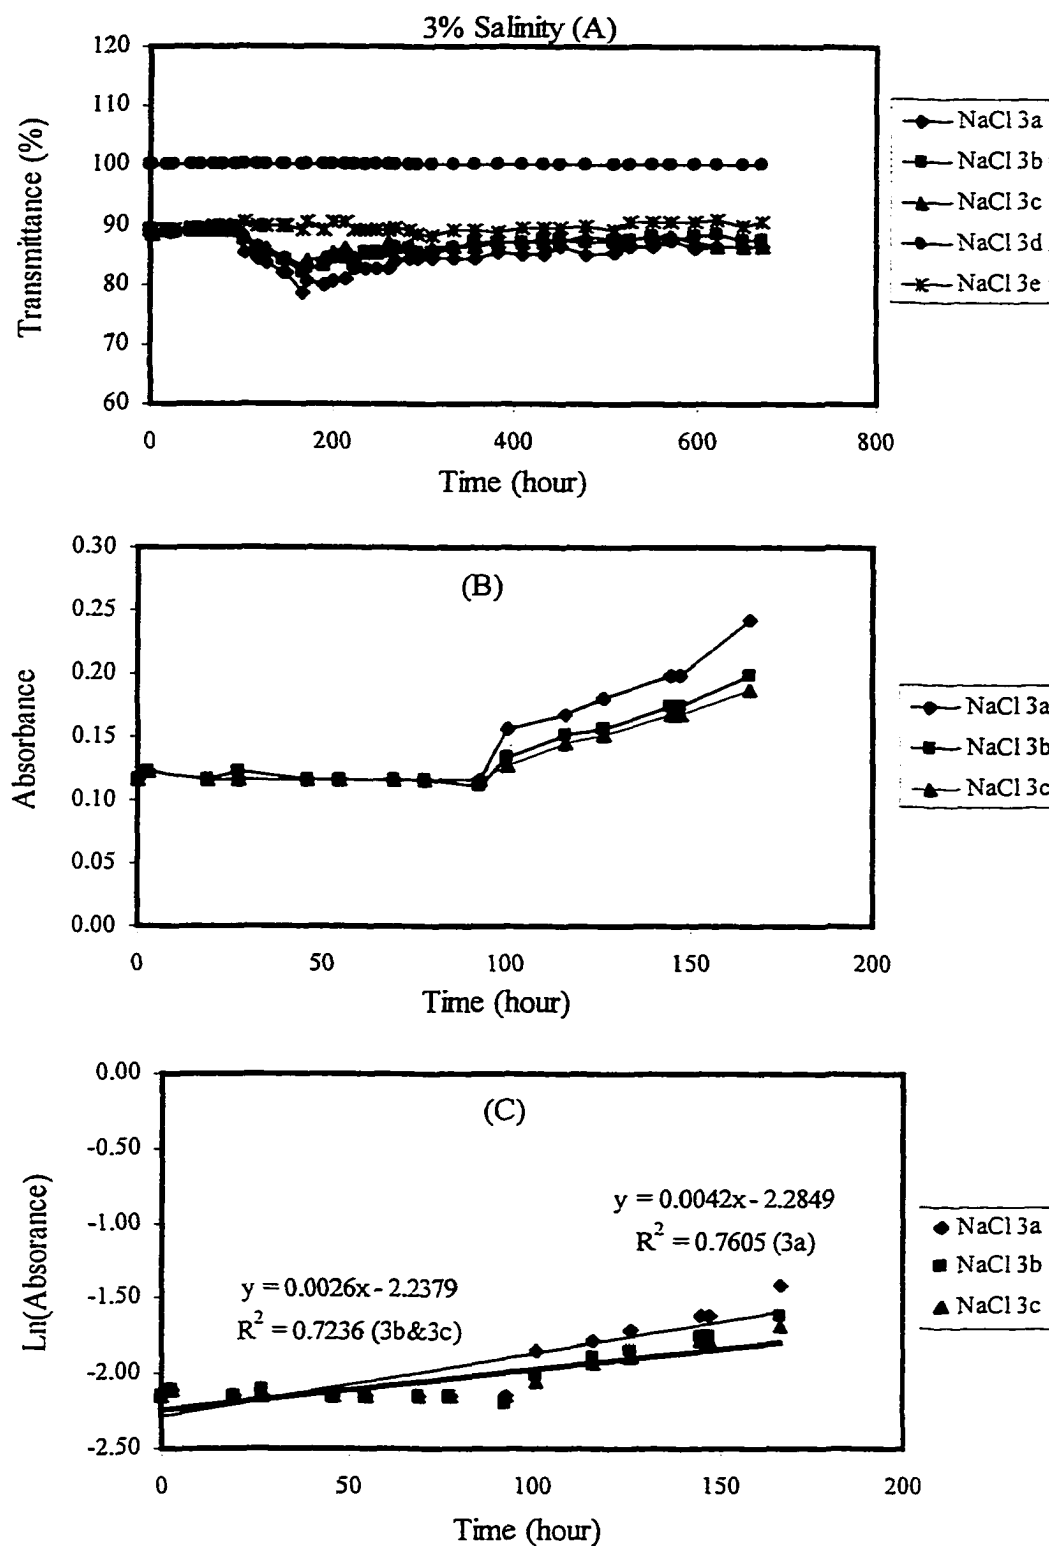 3% Salinity (A)
120
110
100
90
80
70
60
Transmittance (%)
0
200
400
600
800
Time (hour)
NaCl 3a
NaCl 3b
NaCl 3c
NaCl 3d
NaCl 3e
(B)
0.30
0.25
0.20
0.15
0.10
0.05
0.00
Absorbance
0
50
100
150
200
Time (hour)
NaCl 3a
NaCl 3b
NaCl 3c
(C)
0.00
-0.50
-1.00
-1.50
-2.00
-2.50
Ln(Absorance)
y = 0.0042x - 2.2849
R² = 0.7605 (3a)
y = 0.0026x - 2.2379
R² = 0.7236 (3b&3c)
0
50
100
150
200
Time (hour)
NaCl 3a
NaCl 3b
NaCl 3c